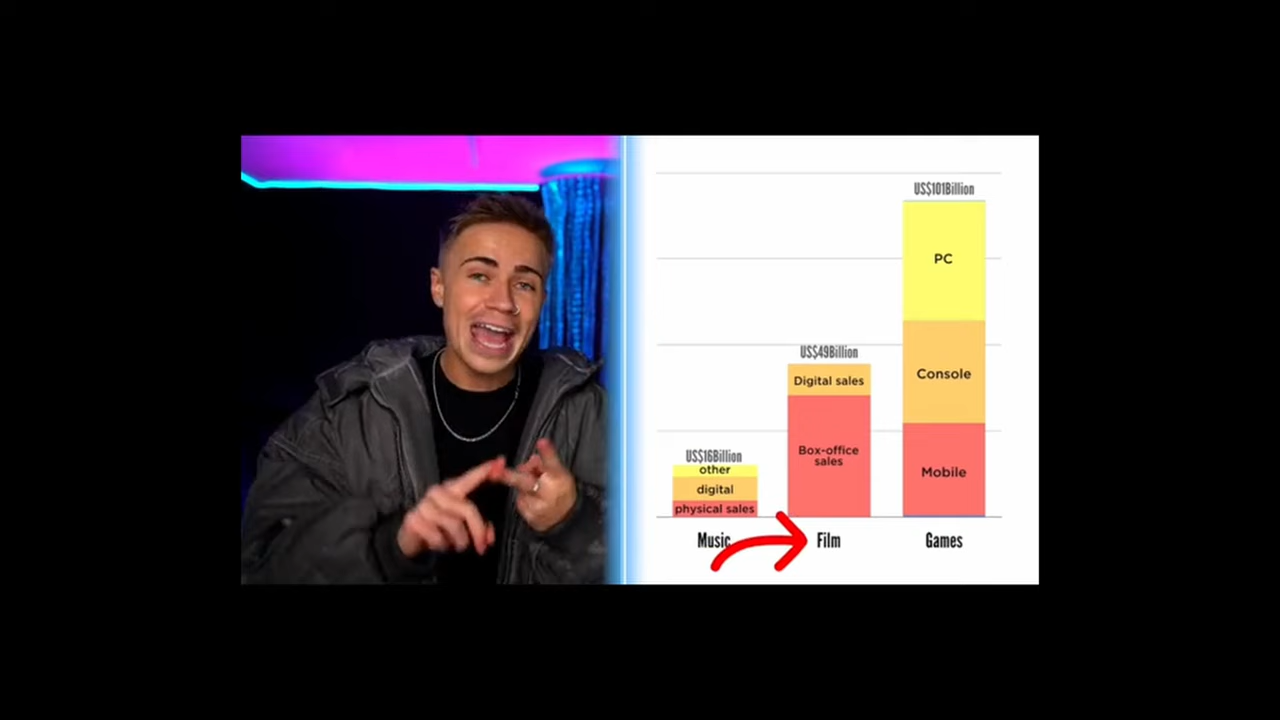 US$101Billion
PC
US$49Billion
Digital sales
Console
Box-office
sales
US$16Billion
other
Mobile
digital
physical sales
Music
Film
Games